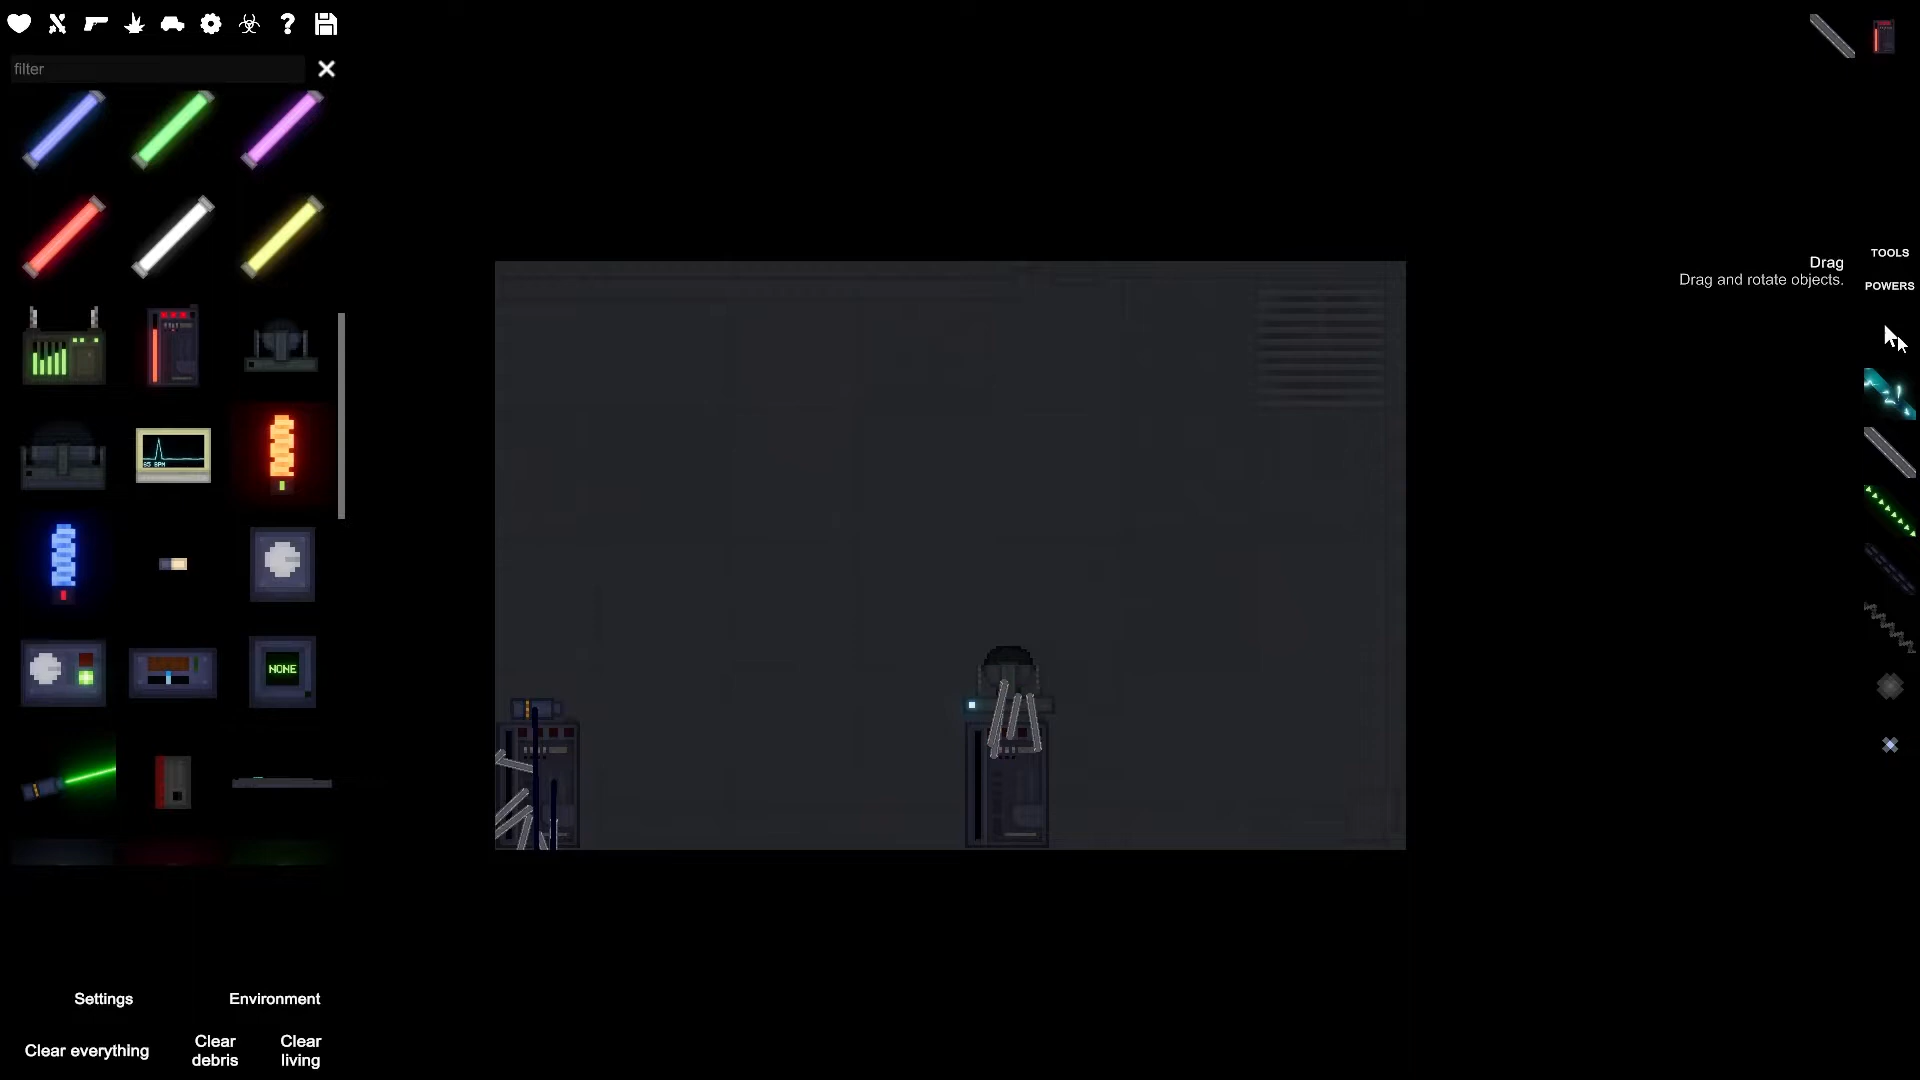 filter
TOOLS
Drag
Drag and rotate objects.
POWERS
NONE
Settings
Environment
Clear everything
Clear
debris
Clear
living